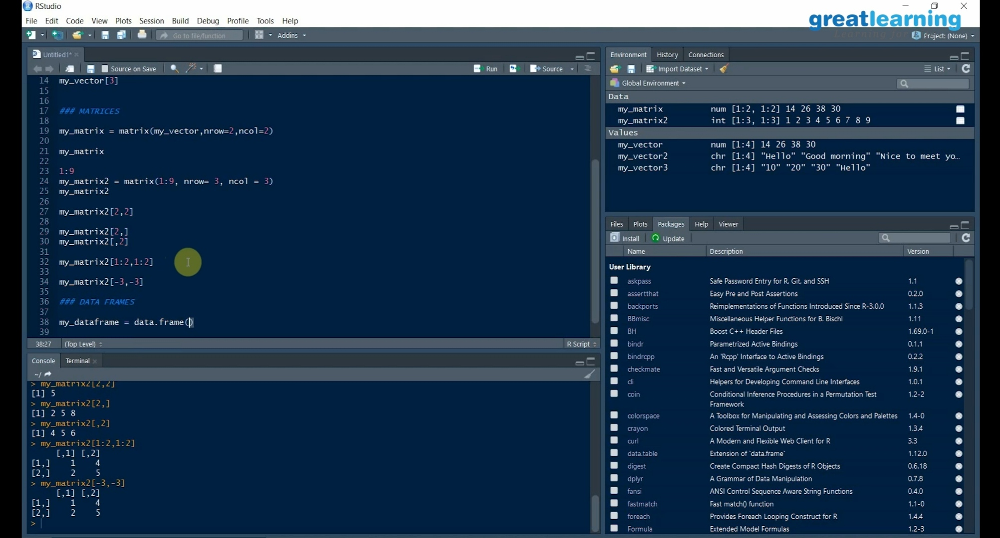 RStudio
File Edit Code View Plots Session Build Debug Profile Tools Help
greatlearning
Go to file/function Addins Project: (None)
Untitled1*
Source on Save Run Source
14 my_vector[3]
15
16
17 ### MATRICES
18
19 my_matrix = matrix(my_vector,nrow=2,ncol=2)
20
21 my_matrix
22
23 1:9
24 my_matrix2 = matrix(1:9, nrow= 3, ncol = 3)
25 my_matrix2
26
27 my_matrix2[2,2]
28
29 my_matrix2[2,]
30 my_matrix2[,2]
31
32 my_matrix2[1:2,1:2]
33
34 my_matrix2[-3,-3]
35
36 ### DATA FRAMES
37
38 my_dataframe = data.frame()
39
38:27 (Top Level) R Script
Console Terminal
~/
> my_matrix2[2,2]
[1] 5
> my_matrix2[2,]
[1] 2 5 8
> my_matrix2[,2]
[1] 4 5 6
> my_matrix2[1:2,1:2]
[,1] [,2]
[1,] 1 4
[2,] 2 5
> my_matrix2[-3,-3]
[,1] [,2]
[1,] 1 4
[2,] 2 5
>
Environment History Connections
Import Dataset List
Global Environment
Data
my_matrix num [1:2, 1:2] 14 26 38 30
my_matrix2 int [1:3, 1:3] 1 2 3 4 5 6 7 8 9
Values
my_vector num [1:4] 14 26 38 30
my_vector2 chr [1:4] "Hello" "Good morning" "Nice to meet yo…
my_vector3 chr [1:4] "10" "20" "30" "Hello"
Files Plots Packages Help Viewer
Install Update
Name Description Version
User Library
askpass Safe Password Entry for R, Git, and SSH 1.1
assertthat Easy Pre and Post Assertions 0.2.0
backports Reimplementations of Functions Introduced Since R-3.0.0 1.1.3
BBmisc Miscellaneous Helper Functions for B. Bischl 1.11
BH Boost C++ Header Files 1.69.0-1
bindr Parametrized Active Bindings 0.1.1
bindrcpp An 'Rcpp' Interface to Active Bindings 0.2.2
checkmate Fast and Versatile Argument Checks 1.9.1
cli Helpers for Developing Command Line Interfaces 1.0.1
coin Conditional Inference Procedures in a Permutation Test 1.2-2
Framework
colorspace A Toolbox for Manipulating and Assessing Colors and Palettes 1.4-0
crayon Colored Terminal Output 1.3.4
curl A Modern and Flexible Web Client for R 3.3
data.table Extension of `data.frame` 1.12.0
digest Create Compact Hash Digests of R Objects 0.6.18
dplyr A Grammar of Data Manipulation 0.7.8
fansi ANSI Control Sequence Aware String Functions 0.4.0
fastmatch Fast match() function 1.1-0
foreach Provides Foreach Looping Construct for R 1.4.4
Formula Extended Model Formulas 1.2-3